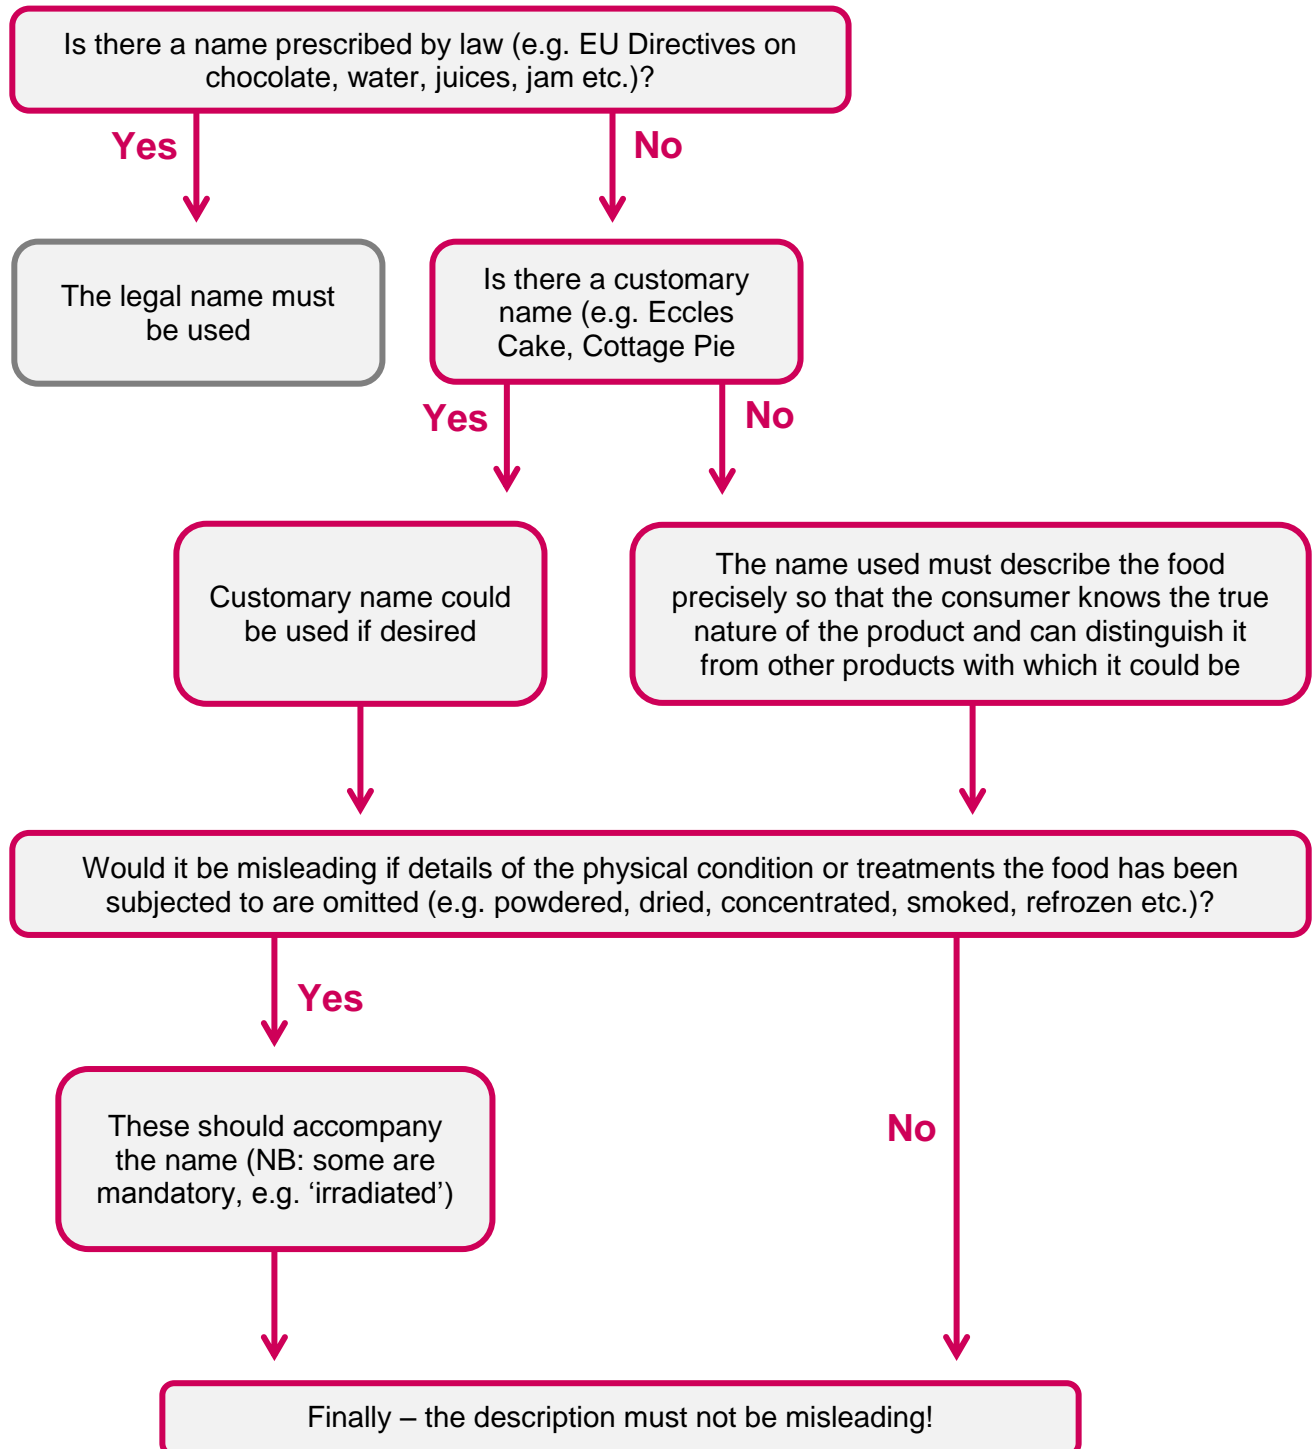 Is there a name prescribed by law (e.g. EU Directives on
chocolate, water, juices, jam etc.)?
Yes
No
The legal name must
be used
Is there a customary
name (e.g. Eccles
Cake, Cottage Pie
Yes
No
Customary name could
be used if desired
The name used must describe the food
precisely so that the consumer knows the true
nature of the product and can distinguish it
from other products with which it could be
Would it be misleading if details of the physical condition or treatments the food has been
subjected to are omitted (e.g. powdered, dried, concentrated, smoked, refrozen etc.)?
Yes
These should accompany
the name (NB: some are
mandatory, e.g. ‘irradiated’)
No
Finally – the description must not be misleading!